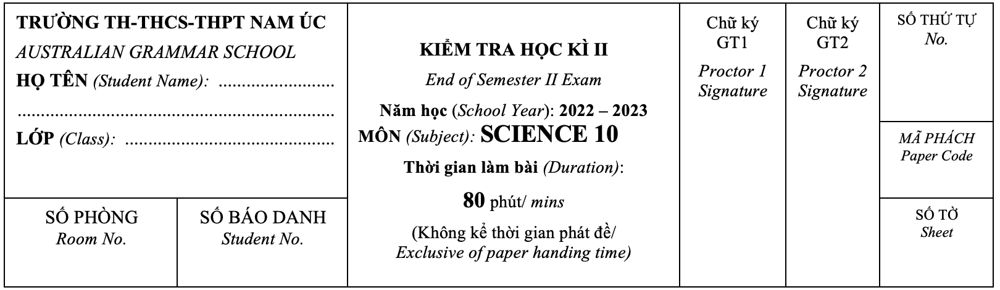 TRƯỜNG TH-THCS-THPT NAM ÚC
AUSTRALIAN GRAMMAR SCHOOL
HỌ TÊN (Student Name): .......................
..............................................................
LỚP (Class): .........................................
SỐ PHÒNG
Room No.
SỐ BÁO DANH
Student No.
KIỂM TRA HỌC KÌ II
End of Semester II Exam
Năm học (School Year): 2022 – 2023
MÔN (Subject): SCIENCE 10
Thời gian làm bài (Duration):
80 phút/ mins
(Không kể thời gian phát đề/
Exclusive of paper handing time)
Chữ ký
GT1
Proctor 1
Signature
Chữ ký
GT2
Proctor 2
Signature
SỐ THỨ TỰ
No.
MÃ PHÁCH
Paper Code
SỐ TỜ
Sheet